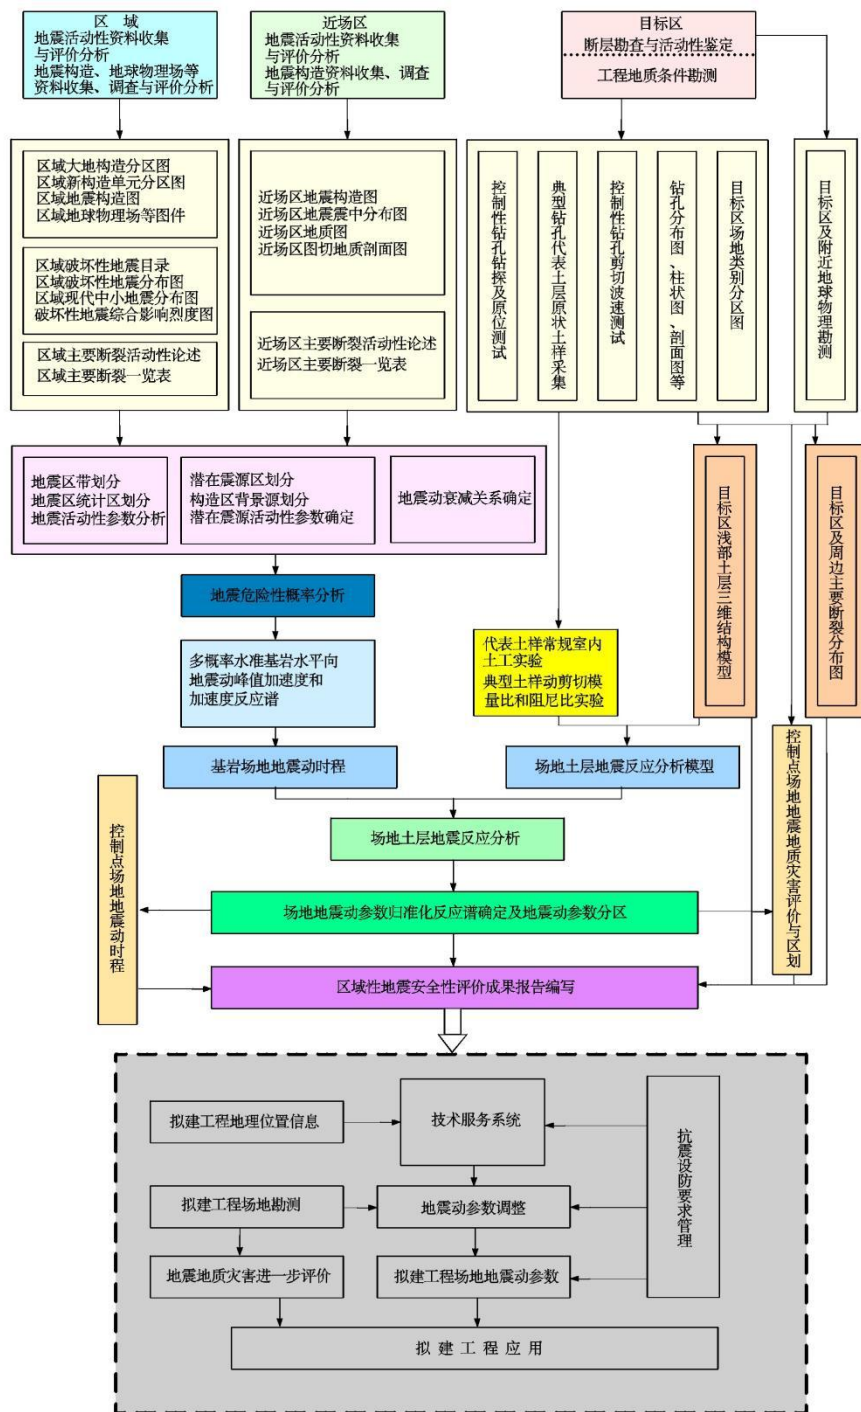 区 域
地震活动性资料收集
与评价分析
地震构造、地球物理场等
资料收集、调查与评价分析
近场区
地震活动性资料收集
与评价分析
地震构造资料收集、调查
与评价分析
目标区
断层勘查与活动性鉴定
工程地质条件勘测
区域大地构造分区图
区域新构造单元分区图
区域地震构造图
区域地球物理场等图件
区域破坏性地震目录
区域破坏性地震分布图
区域现代中小地震分布图
破坏性地震综合影响烈度图
区域主要断裂活动性论述
区域主要断裂一览表
近场区地震构造图
近场区地震震中分布图
近场区地质图
近场区图切地质剖面图
近场区主要断裂活动性论述
近场区主要断裂一览表
控制性钻孔钻探及原位测试
典型钻孔代表土层原状土样采集
控制性钻孔剪切波速测试
钻孔分布图、柱状图、剖面图等
目标区场地类别分区图
目标区及附近地球物理勘测
地震区带划分
地震区统计区划分
地震活动性参数分析
潜在震源区划分
构造区背景源划分
潜在震源活动性参数确定
地震动衰减关系确定
目标区浅部土层三维结构模型
目标区及周边主要断裂分布图
地震危险性概率分析
多概率水准基岩水平向
地震动峰值加速度和
加速度反应谱
代表土样常规室内
土工实验
典型土样动剪切模
量比和阻尼比实验
基岩场地地震动时程
场地土层地震反应分析模型
控制点场地地震地质灾害评价与区划
控制点场地地震动时程
场地土层地震反应分析
场地地震动参数归准化反应谱确定及地震动参数分区
区域性地震安全性评价成果报告编写
拟建工程地理位置信息
技术服务系统
抗震设防要求管理
拟建工程场地勘测
地震动参数调整
地震地质灾害进一步评价
拟建工程场地地震动参数
拟 建 工 程 应 用